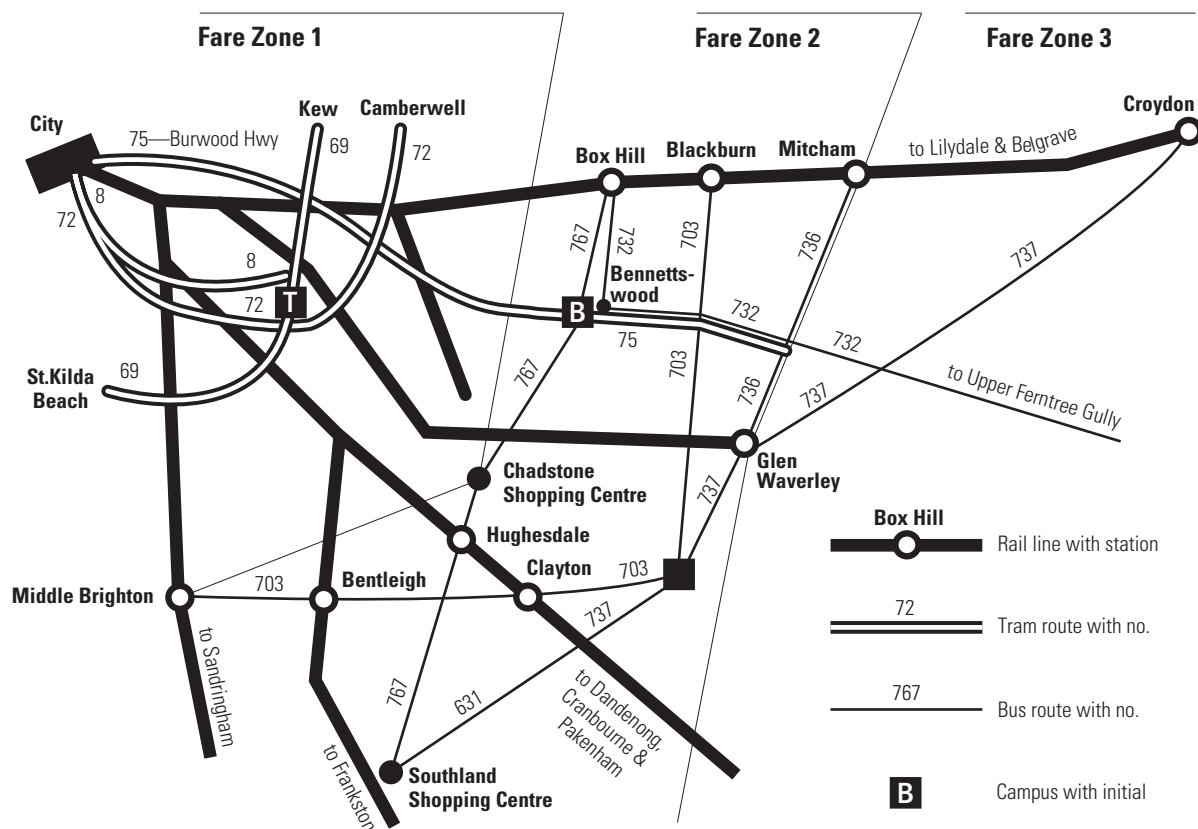 Fare Zone 1
Fare Zone 2
Fare Zone 3
City
75—Burwood Hwy
Kew
69
Camberwell
72
Box Hill
Blackburn
Mitcham
to Lilydale & Belgrave
Croydon
8
72
767
732
703
736
737
8
Bennetts-
wood
T
B
72
75
732
732
703
767
69
St.Kilda
Beach
736
737
to Upper Ferntree Gully
Glen
Waverley
Chadstone
Shopping Centre
737
Hughesdale
Clayton
703
Middle Brighton
703
Bentleigh
737
to Sandringham
767
631
to Dandenong,
Cranbourne &
Pakenham
to Frankston
Southland
Shopping Centre
Box Hill
Rail line with station
72
Tram route with no.
767
Bus route with no.
B
Campus with initial